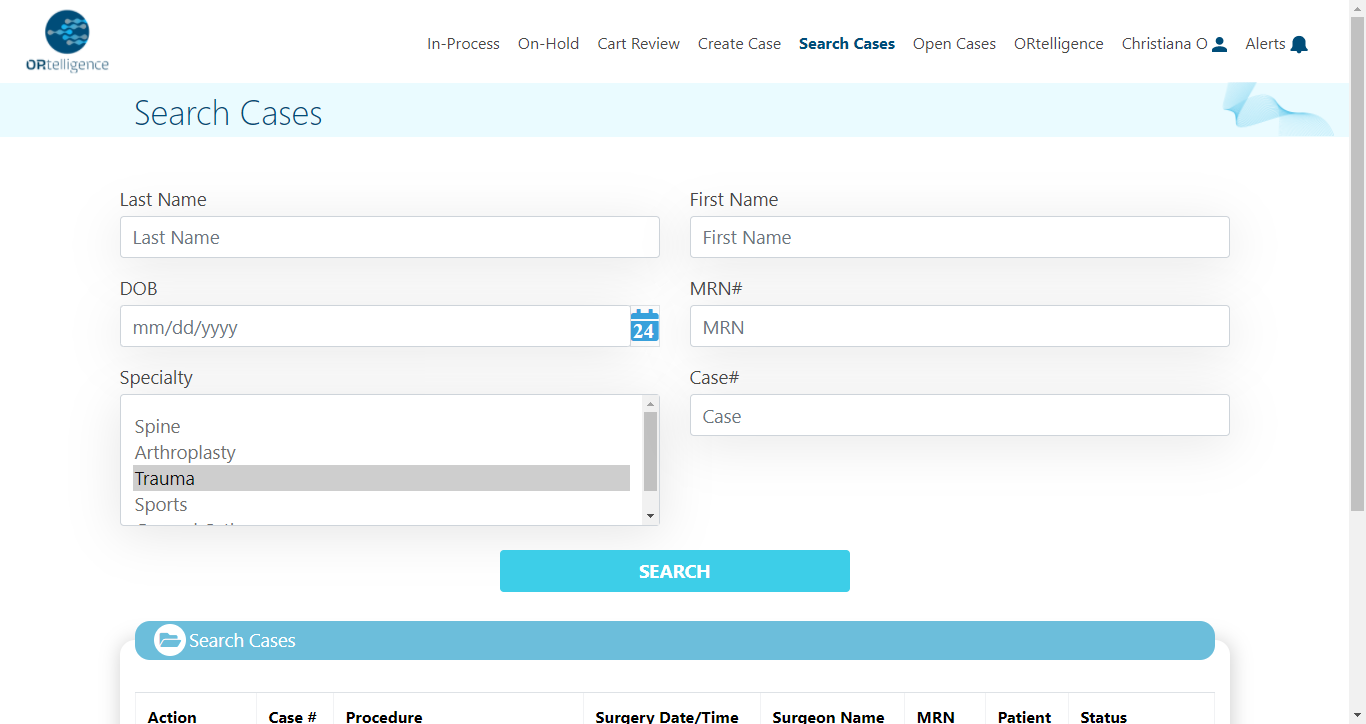 ORtelligence
In-Process On-Hold Cart Review Create Case Search Cases Open Cases ORtelligence Christiana O Alerts
Search Cases
Last Name First Name
Last Name First Name
DOB MRN#
mm/dd/yyyy 24 MRN
Specialty Case#
Case
Spine
Arthroplasty
Trauma
Sports
SEARCH
Search Cases
Action Case # Procedure Surgery Date/Time Surgeon Name MRN Patient Status